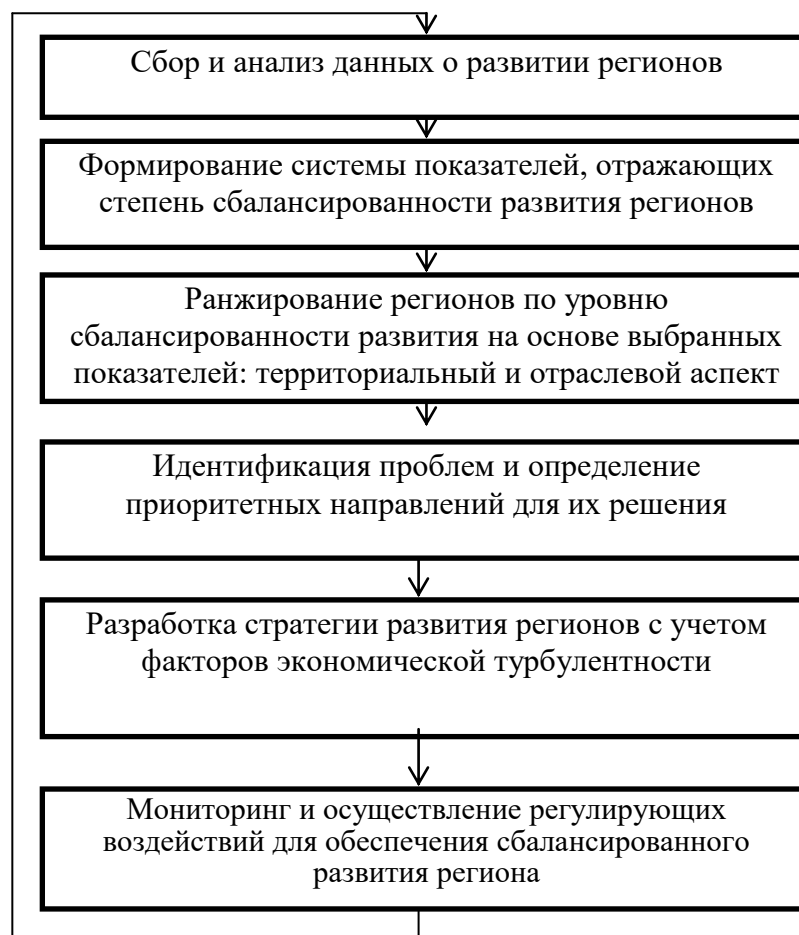 Сбор и анализ данных о развитии регионов
Формирование системы показателей, отражающих
степень сбалансированности развития регионов
Ранжирование регионов по уровню
сбалансированности развития на основе выбранных
показателей: территориальный и отраслевой аспект
Идентификация проблем и определение
приоритетных направлений для их решения
Разработка стратегии развития регионов с учетом
факторов экономической турбулентности
Мониторинг и осуществление регулирующих
воздействий для обеспечения сбалансированного
развития региона